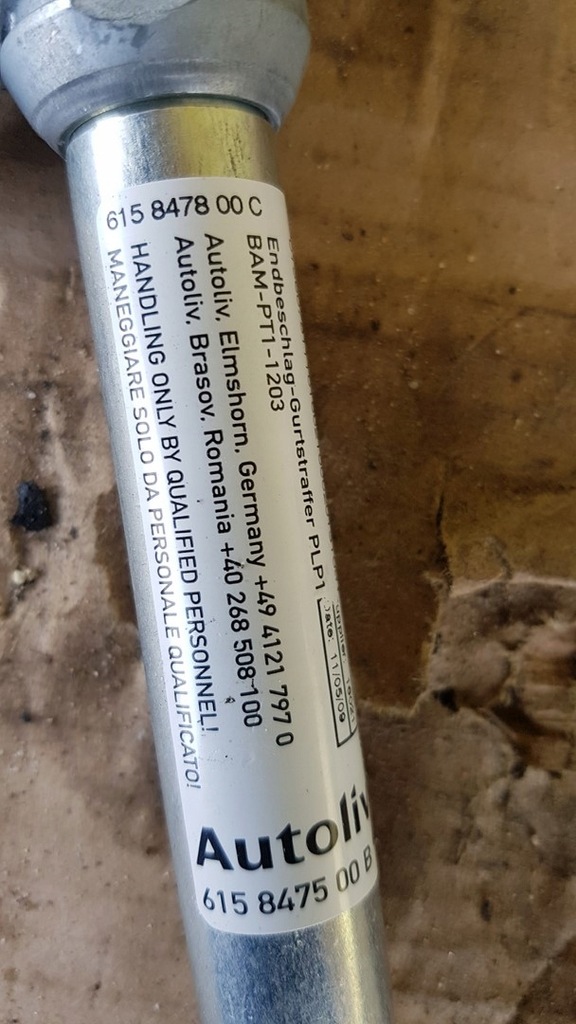 615 8478 00 C
Endbeschlag-Gurtstraffer PLP1
BAM-PT1-1203
Autoliv, Elmshorn, Germany +49 4121 797 0
Autoliv, Brasov, Romania +40 268 508-100
HANDLING ONLY BY QUALIFIED PERSONNEL!
MANEGGIARE SOLO DA PERSONALE QUALIFICATO!
Date: 11/05/09
Autoliv
615 8475 00 B